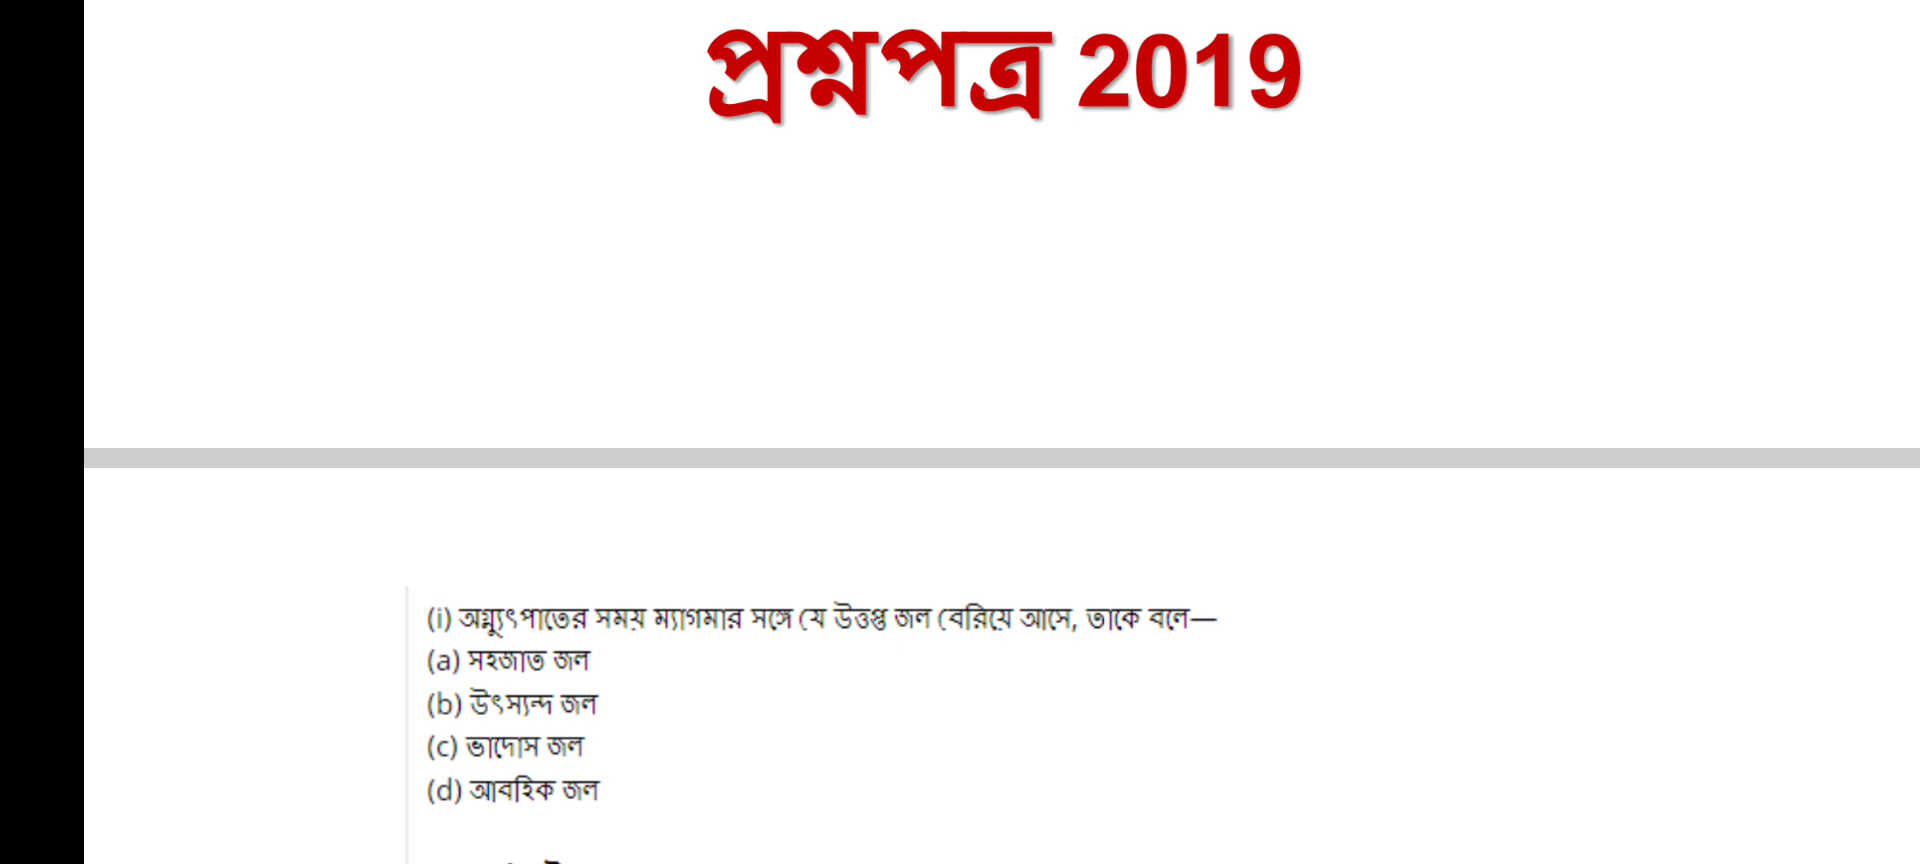 প্রশ্নপত্র 2019
(i) অগ্ন্যুৎপাতের সময় ম্যাগমার সঙ্গে যে উত্তপ্ত জল বেরিয়ে আসে, তাকে বলে—
(a) সহজাত জল
(b) উৎস্যন্দ জল
(c) ভাদোস জল
(d) আবহিক জল